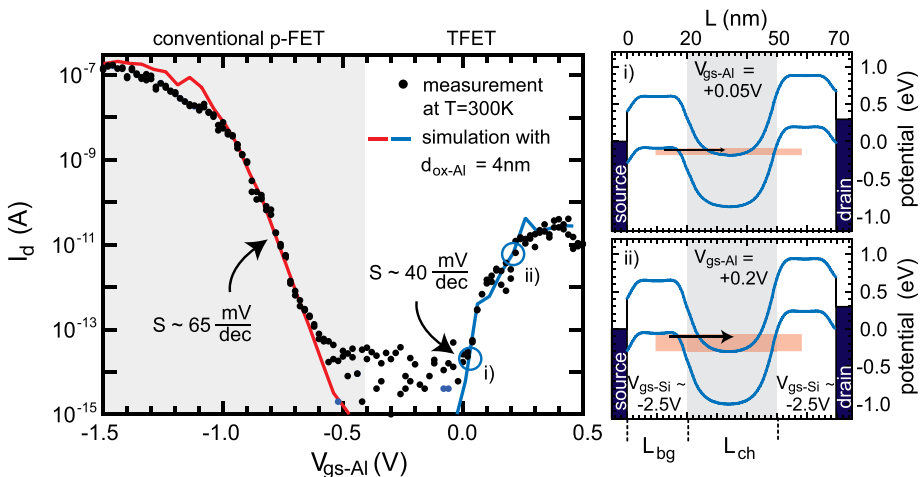 conventional p-FET
TFET
10⁻⁷
10⁻⁹
10⁻¹¹
10⁻¹³
10⁻¹⁵
I_d (A)
measurement
at T=300K
simulation with
d_ox-Al = 4nm
S ~ 65 mV/dec
S ~ 40 mV/dec
i)
ii)
-1.5
-1.0
-0.5
0.0
0.5
V_gs-Al (V)
L (nm)
0
20
50
70
i)
V_gs-Al =
+0.05V
source
drain
1.0
0.5
0.0
-0.5
-1.0
potential (eV)
ii)
V_gs-Al =
+0.2V
source
drain
V_gs-Si ~
-2.5V
V_gs-Si ~
-2.5V
1.0
0.5
0.0
-0.5
-1.0
potential (eV)
L_bg
L_ch